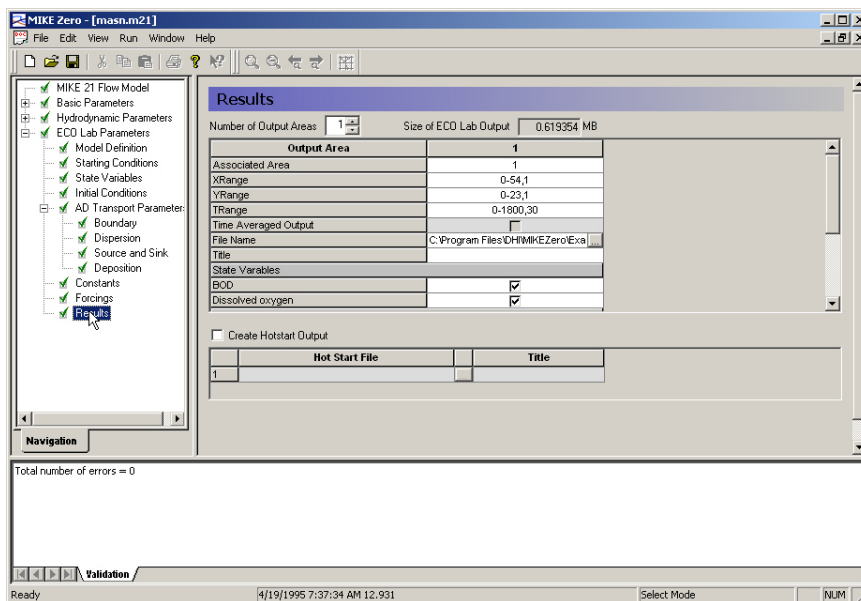 MIKE Zero - [masn.m21]
File Edit View Run Window Help
MIKE 21 Flow Model
Basic Parameters
Hydrodynamic Parameters
ECO Lab Parameters
Model Definition
Starting Conditions
State Variables
Initial Conditions
AD Transport Parameter:
Boundary
Dispersion
Source and Sink
Deposition
Constants
Forcings
Results
Navigation
Results
Number of Output Areas 1 Size of ECO Lab Output 0.619354 MB
Output Area 1
Associated Area 1
XRange 0-54,1
YRange 0-23,1
TRange 0-1800,30
Time Averaged Output
File Name C:\Program Files\DHI\MIKEZero\Exa ...
Title
State Variables
BOD
Dissolved oxygen
Create Hotstart Output
Hot Start File Title
1
Total number of errors = 0
Validation
Ready 4/19/1995 7:37:34 AM 12.931 Select Mode NUM